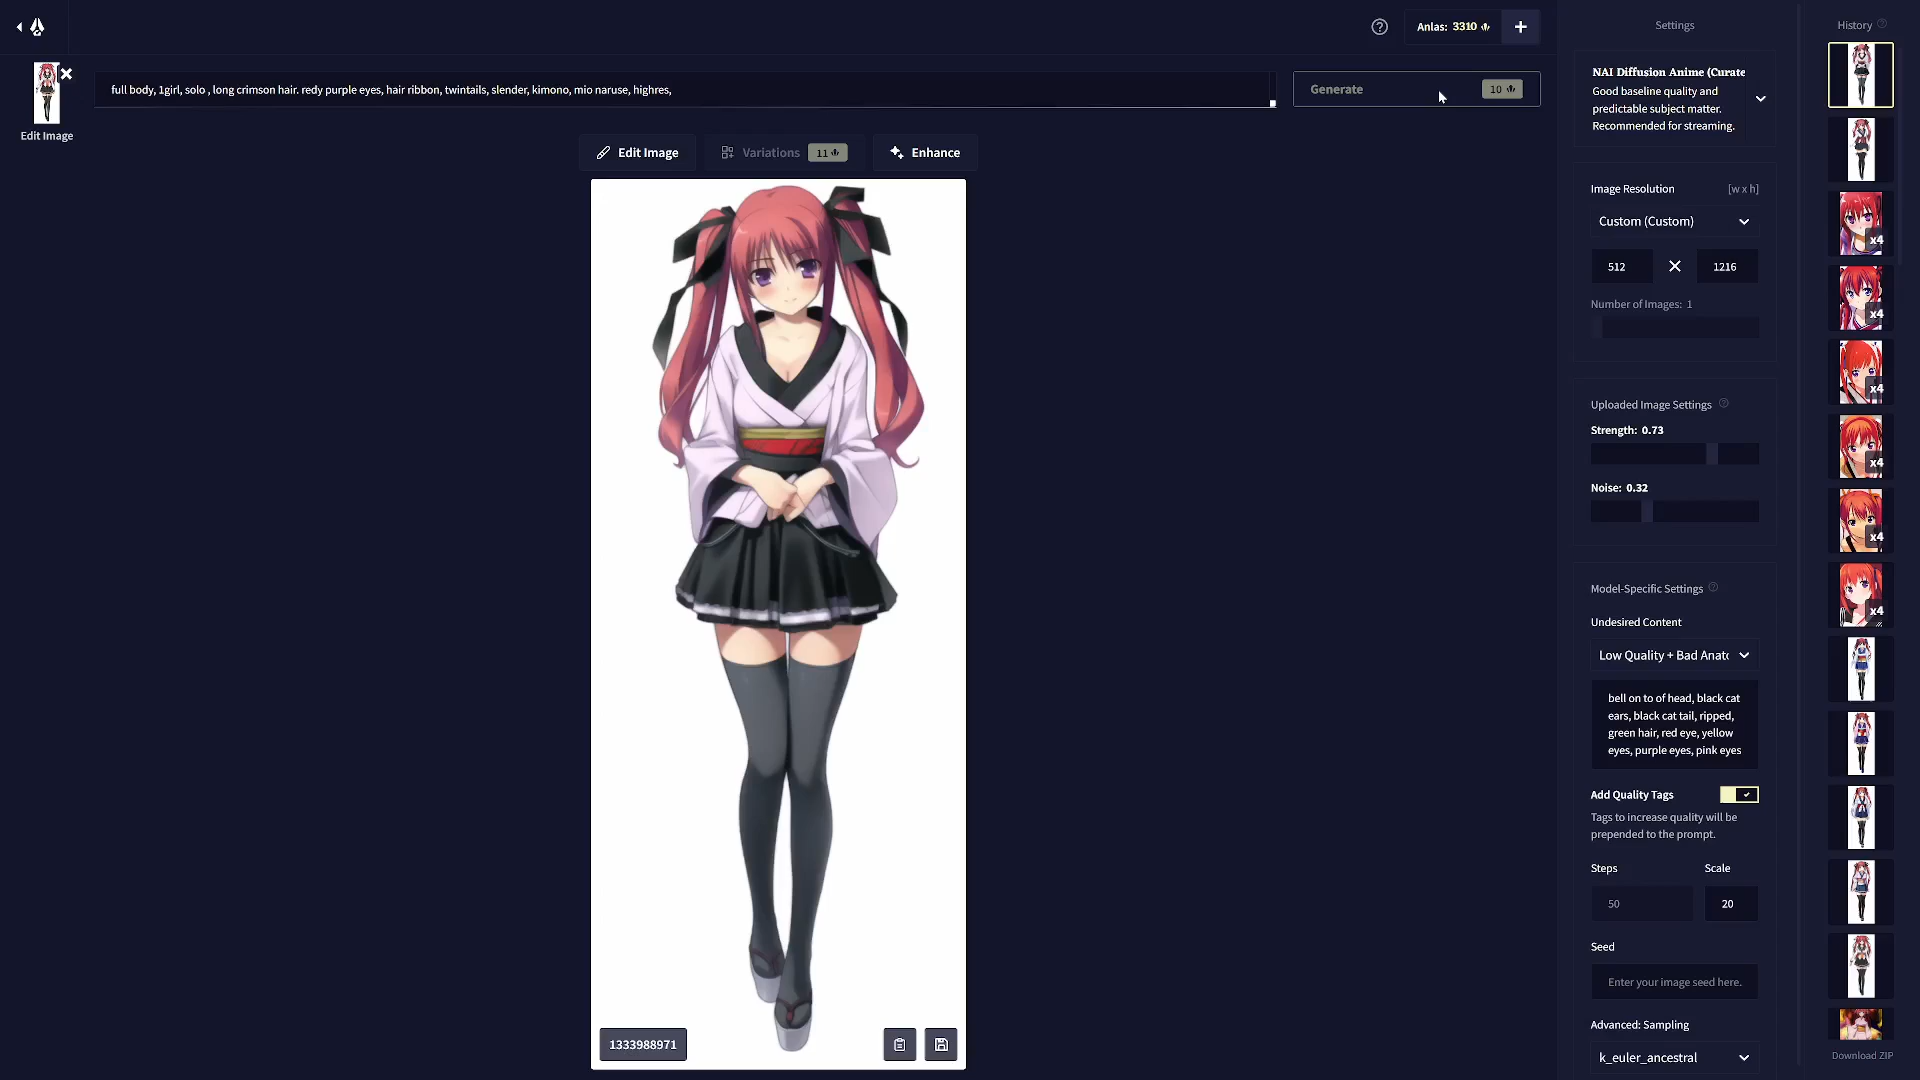 Anlas: 3310
Settings
History
full body, 1girl, solo , long crimson hair. redy purple eyes, hair ribbon, twintails, slender, kimono, mio naruse, highres,
Generate
10
Edit Image
Edit Image
Variations
11
Enhance
NAI Diffusion Anime (Curate
Good baseline quality and
predictable subject matter.
Recommended for streaming.
Image Resolution
[w x h]
Custom (Custom)
512
1216
Number of Images: 1
Uploaded Image Settings
Strength: 0.73
Noise: 0.32
Model-Specific Settings
Undesired Content
Low Quality + Bad Anatc
bell on to of head, black cat
ears, black cat tail, ripped,
green hair, red eye, yellow
eyes, purple eyes, pink eyes
Add Quality Tags
Tags to increase quality will be
prepended to the prompt.
Steps
Scale
50
20
Seed
Enter your image seed here.
Advanced: Sampling
k_euler_ancestral
1333988971
x4
x4
x4
x4
x4
x4
Download ZIP